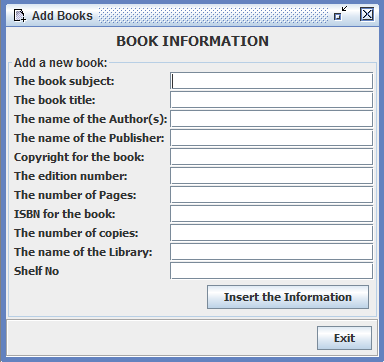 Add Books
BOOK INFORMATION
Add a new book:
The book subject:
The book title:
The name of the Author(s):
The name of the Publisher:
Copyright for the book:
The edition number:
The number of Pages:
ISBN for the book:
The number of copies:
The name of the Library:
Shelf No
Insert the Information
Exit